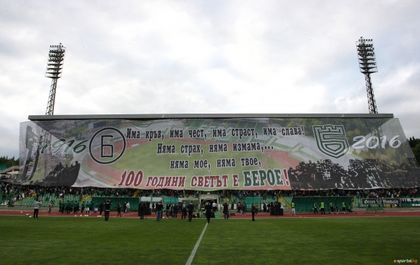 Има кръв, има чест, има страст, има слава!
Няма страх, няма измама,...
няма мое, няма твое,
1916 Б 2016
100 ГОДИНИ СВЕТЪТ Е БЕРОЕ!